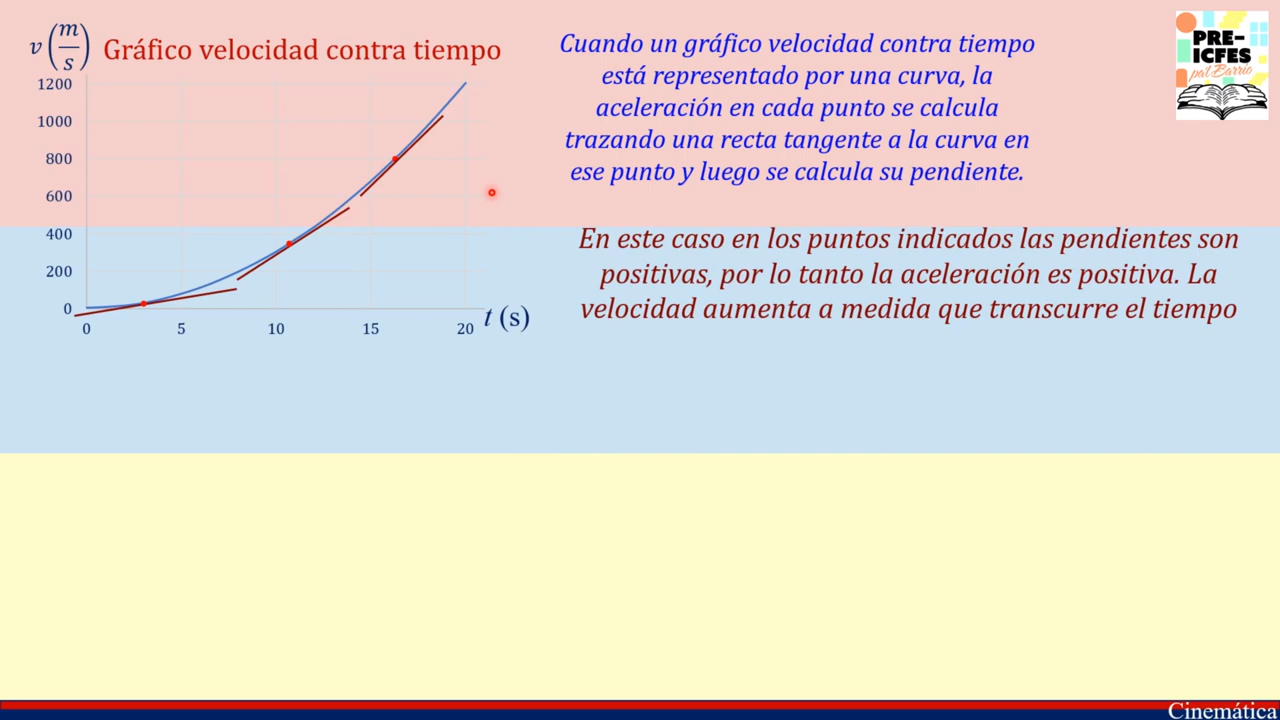 v (m/s) Gráfico velocidad contra tiempo
1200
1000
800
600
400
200
0
0 5 10 15 20 t (s)
Cuando un gráfico velocidad contra tiempo
está representado por una curva, la
aceleración en cada punto se calcula
trazando una recta tangente a la curva en
ese punto y luego se calcula su pendiente.
En este caso en los puntos indicados las pendientes son
positivas, por lo tanto la aceleración es positiva. La
velocidad aumenta a medida que transcurre el tiempo
PRE-
ICFES
pa'l Barrio
Cinemática